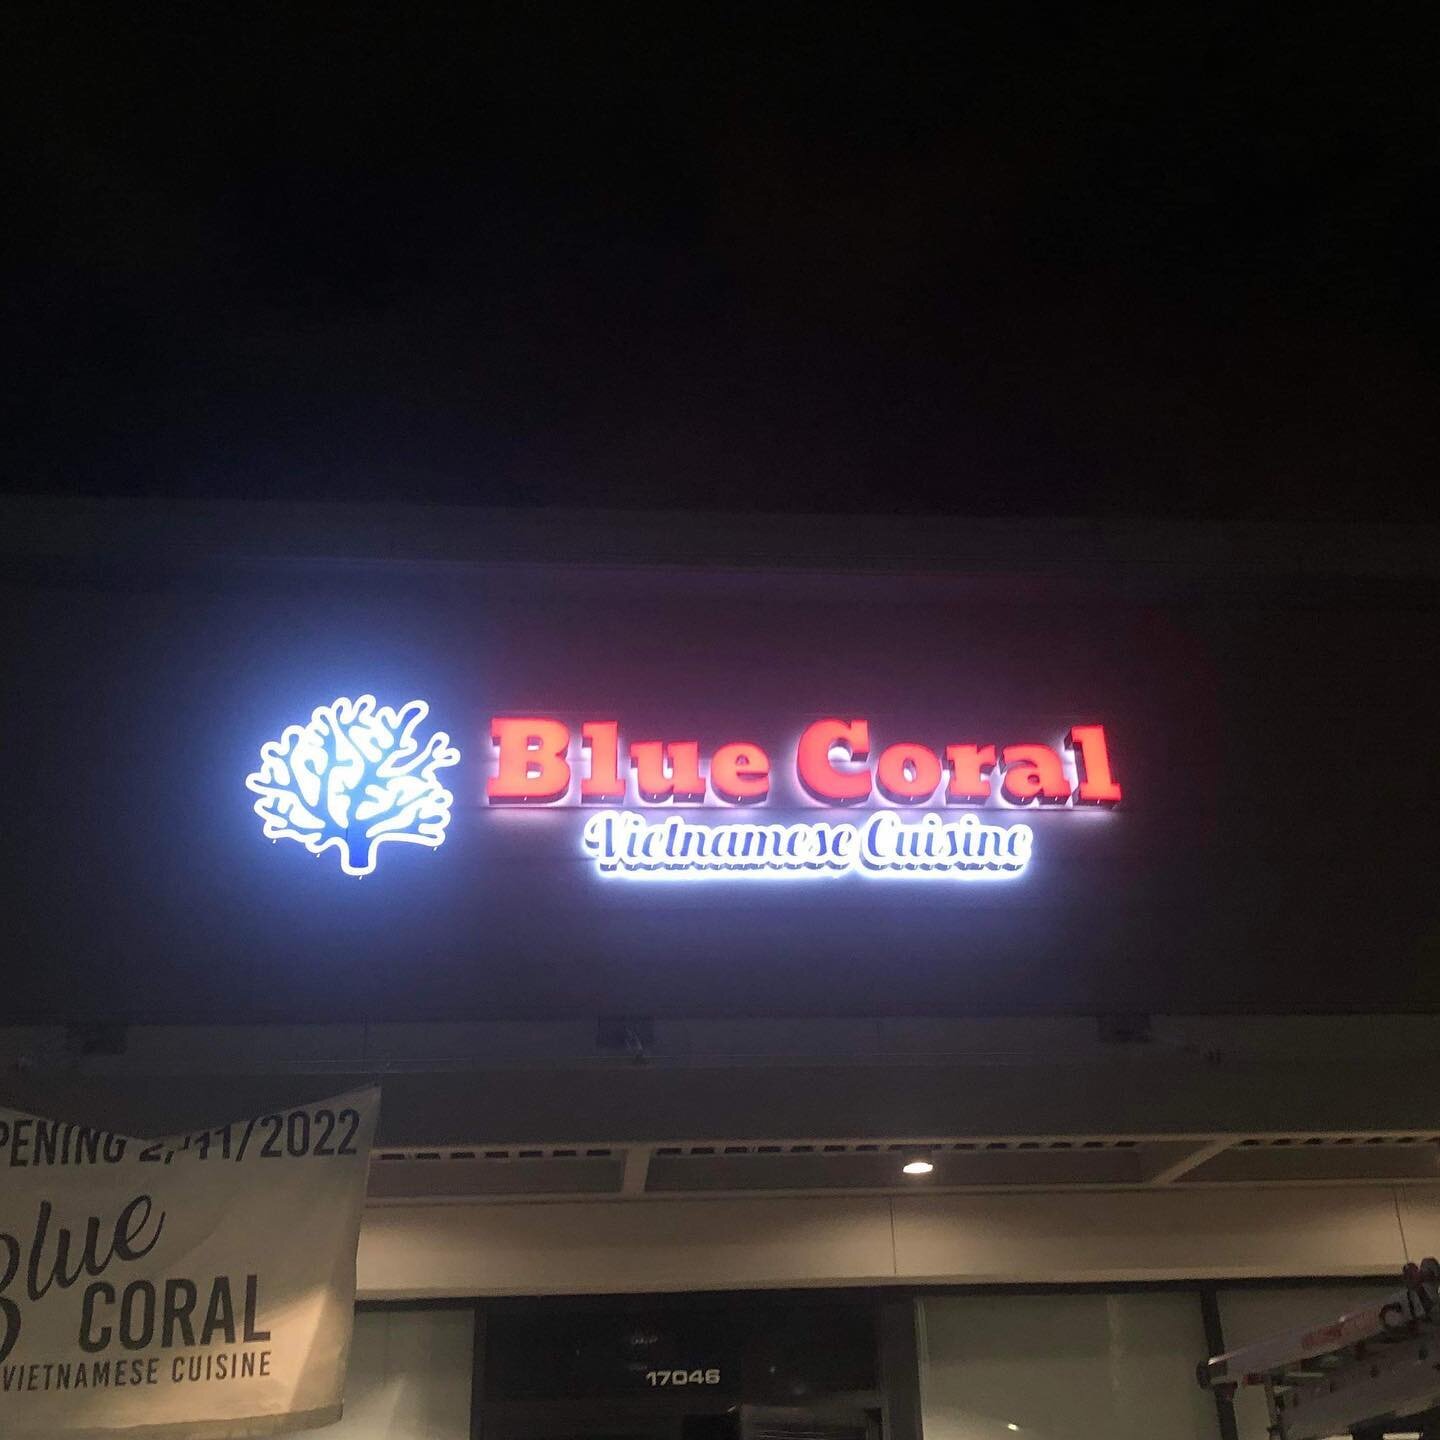 Blue Coral
Vietnamese Cuisine
PENING 2/11/2022
Blue
CORAL
VIETNAMESE CUISINE
17046